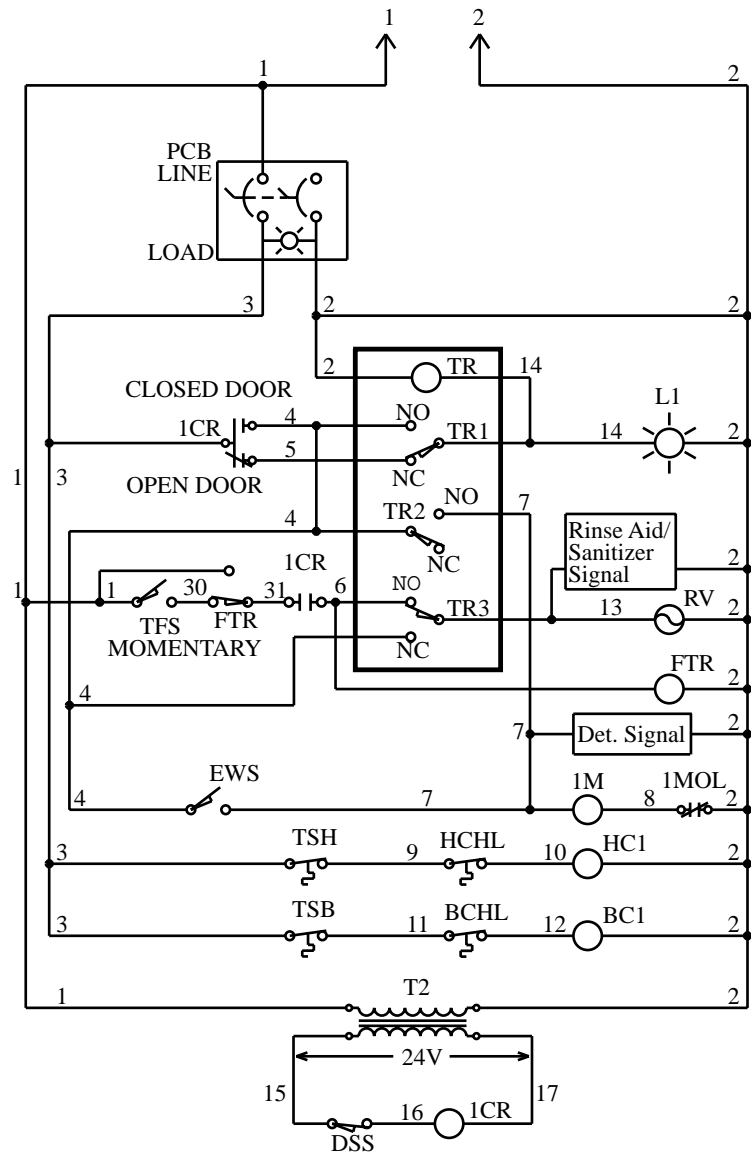 1 2
1 2
PCB
LINE
LOAD
3 2 2
2 TR 14
CLOSED DOOR
4 NO L1
1CR TR1 14 2
5
1 3 OPEN DOOR NC
NO 7
4 TR2
NC
Rinse Aid/
Sanitizer
Signal
2
1CR
1 1 30 31 6 NO
TFS FTR TR3 13 RV 2
MOMENTARY
NC
FTR
2
4
7 Det. Signal 2
EWS
4 7 1M 8 1MOL 2
TSH HCHL
3 9 10 HC1 2
TSB BCHL
3 11 12 BC1 2
1 T2 2
24V
15 17
16 1CR
DSS